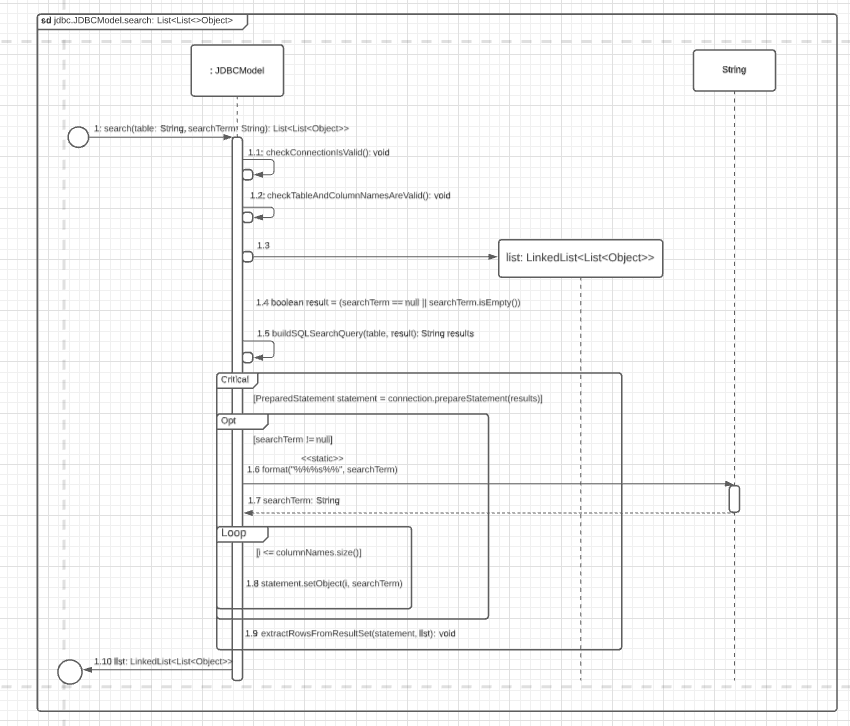 sd jdbc.JDBCModel.search: List<List<>Object>
: JDBCModel
String
1: search(table: String, searchTerm: String): List<List<Object>>
1.1: checkConnectionIsValid(): void
1.2: checkTableAndColumnNamesAreValid(): void
1.3
list: LinkedList<List<Object>>
1.4 boolean result = (searchTerm == null || searchTerm.isEmpty())
1.5 buildSQLSearchQuery(table, result): String results
Critical
[PreparedStatement statement = connection.prepareStatement(results)]
Opt
[searchTerm != null]
<<static>>
1.6 format("%%%s%%", searchTerm)
1.7 searchTerm: String
Loop
[i <= columnNames.size()]
1.8 statement.setObject(i, searchTerm)
1.9 extractRowsFromResultSet(statement, list): void
1.10 list: LinkedList<List<Object>>